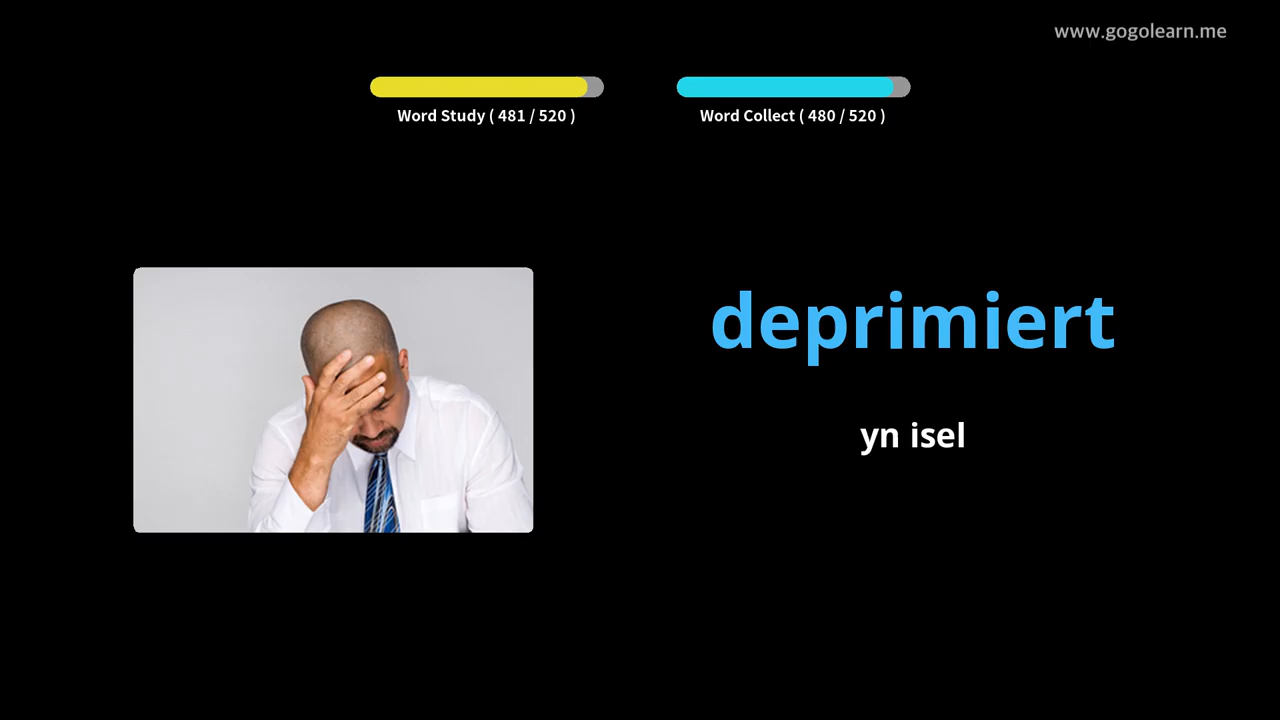 www.gogolearn.me
Word Study ( 481 / 520 )
Word Collect ( 480 / 520 )
deprimiert
yn isel